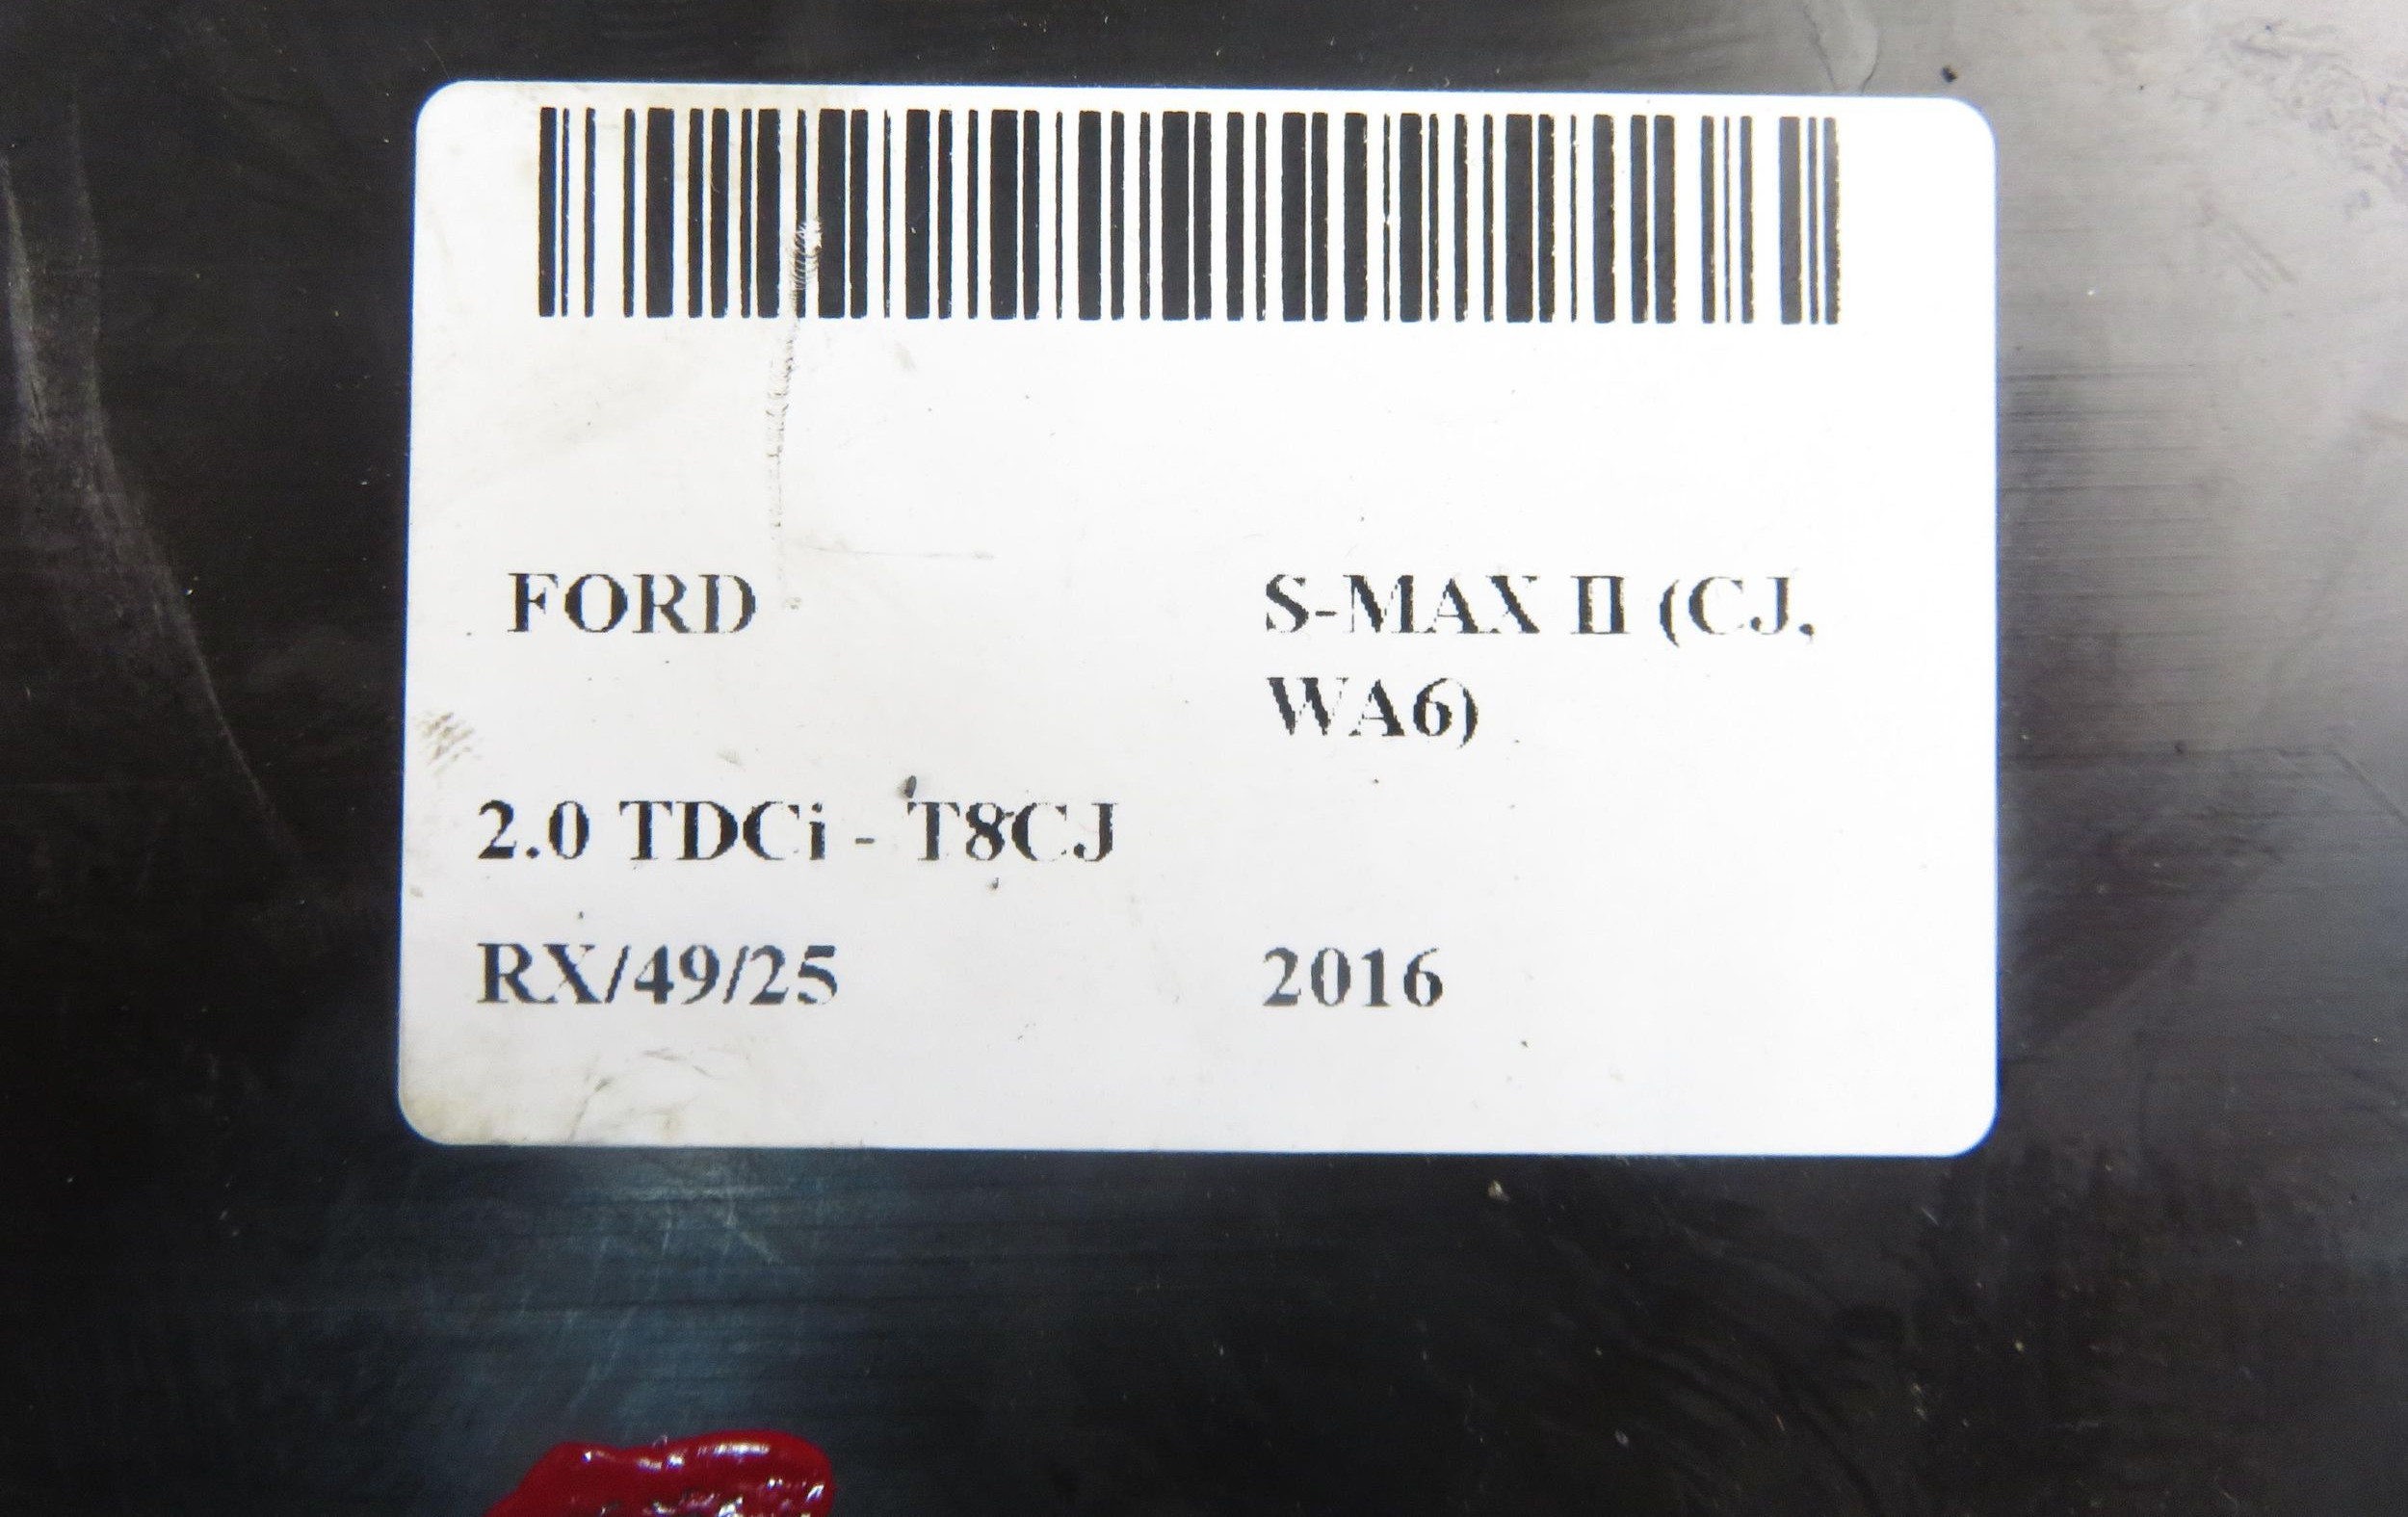 FORD
S-MAX II (CJ,
WA6)
2.0 TDCi - T8CJ
RX/49/25
2016